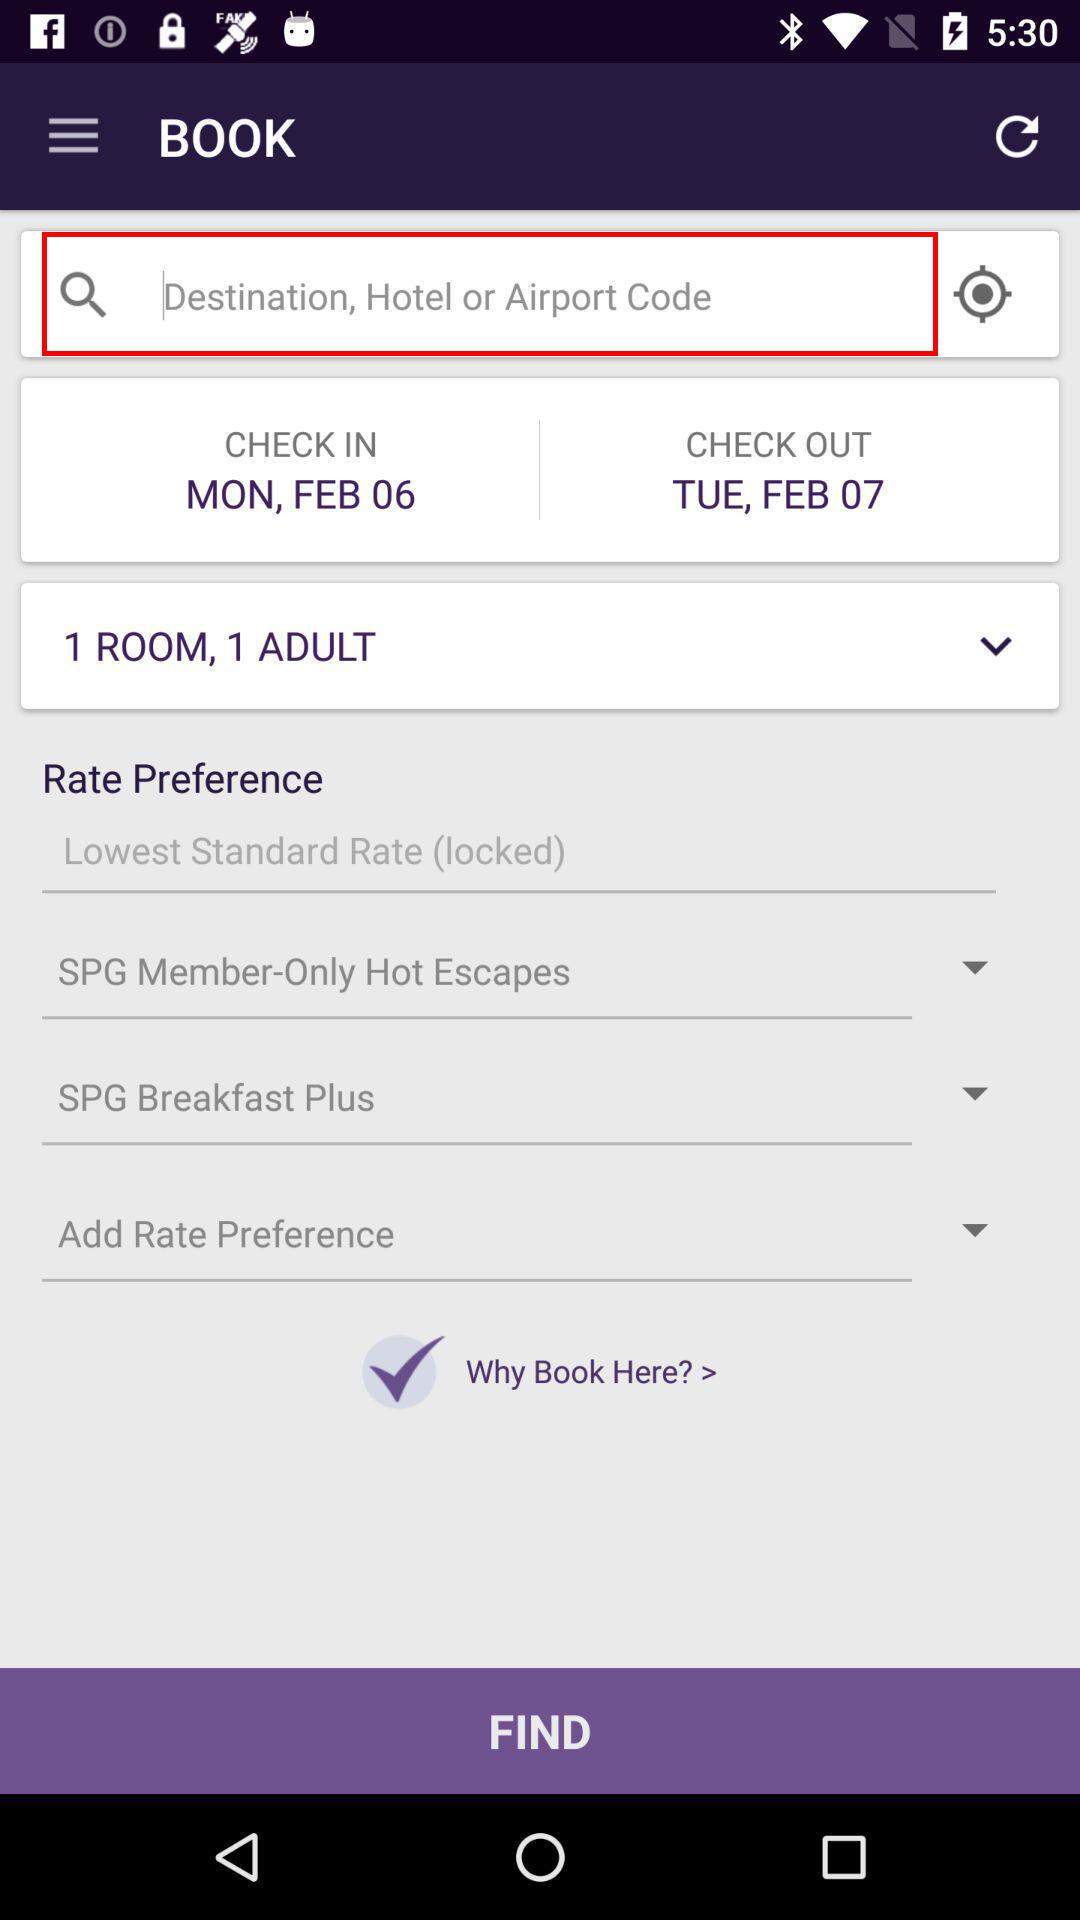 FAKE
5:30
BOOK
Destination, Hotel or Airport Code
CHECK IN
MON, FEB 06
CHECK OUT
TUE, FEB 07
1 ROOM, 1 ADULT
Rate Preference
Lowest Standard Rate (locked)
SPG Member-Only Hot Escapes
SPG Breakfast Plus
Add Rate Preference
Why Book Here? >
FIND